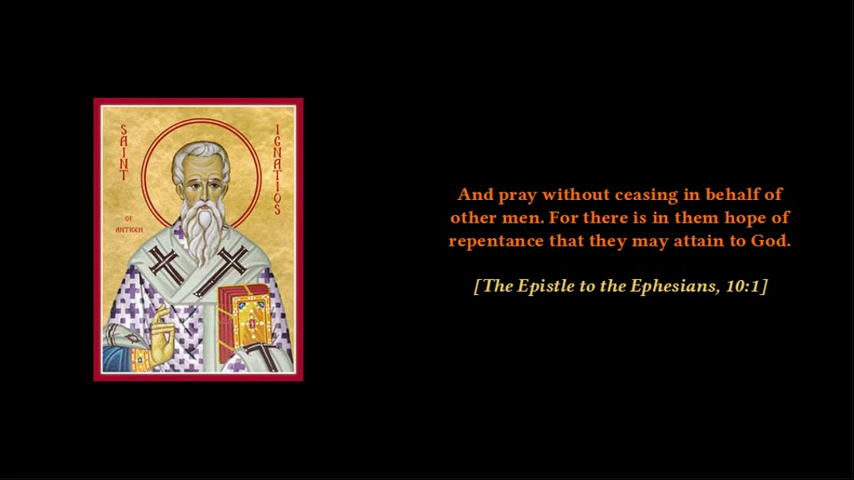 SAINT
IGNATIOS
OF
ANTIOCH
And pray without ceasing in behalf of
other men. For there is in them hope of
repentance that they may attain to God.
[The Epistle to the Ephesians, 10:1]